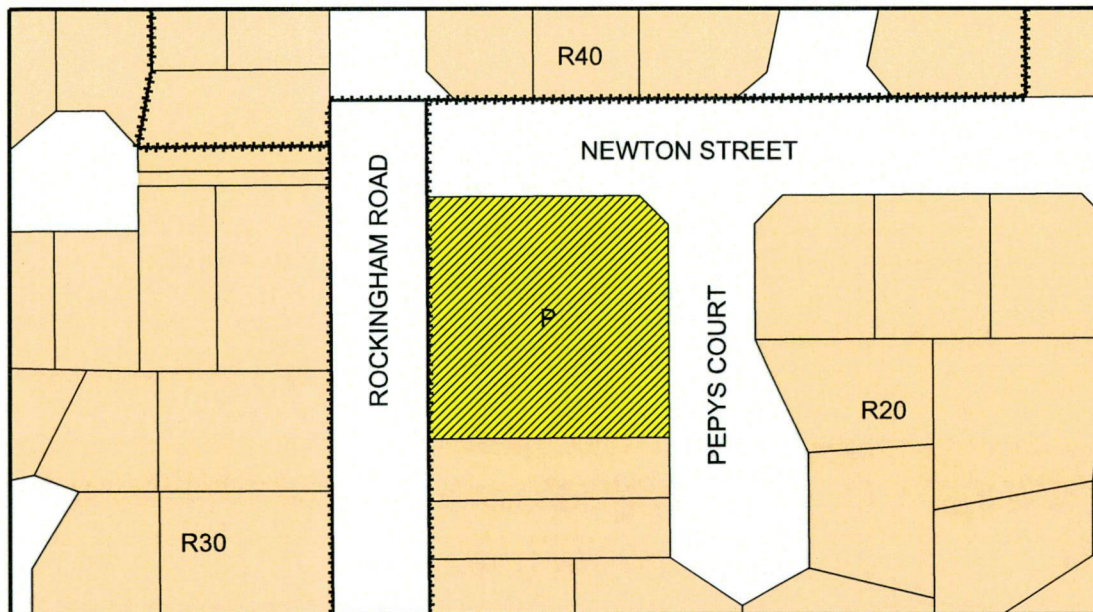 R40
NEWTON STREET
ROCKINGHAM ROAD
P
PEPYS COURT
R20
R30